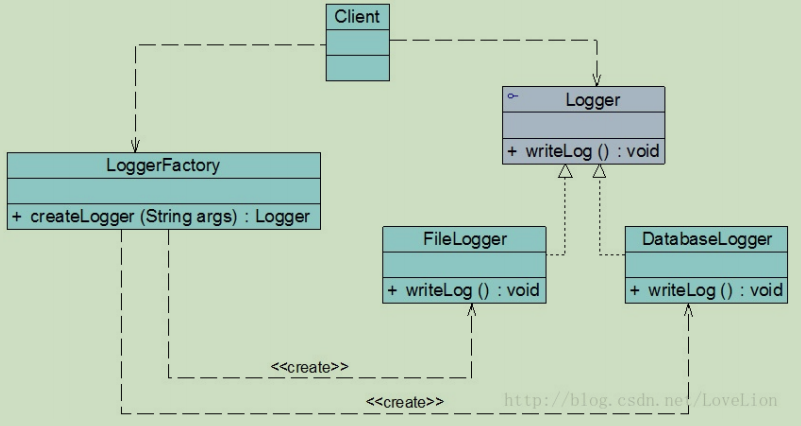 Client
Logger
+ writeLog () : void
LoggerFactory
+ createLogger (String args) : Logger
FileLogger
+ writeLog () : void
DatabaseLogger
+ writeLog () : void
<<create>>
<<create>>
http://blog.csdn.net/LoveLion